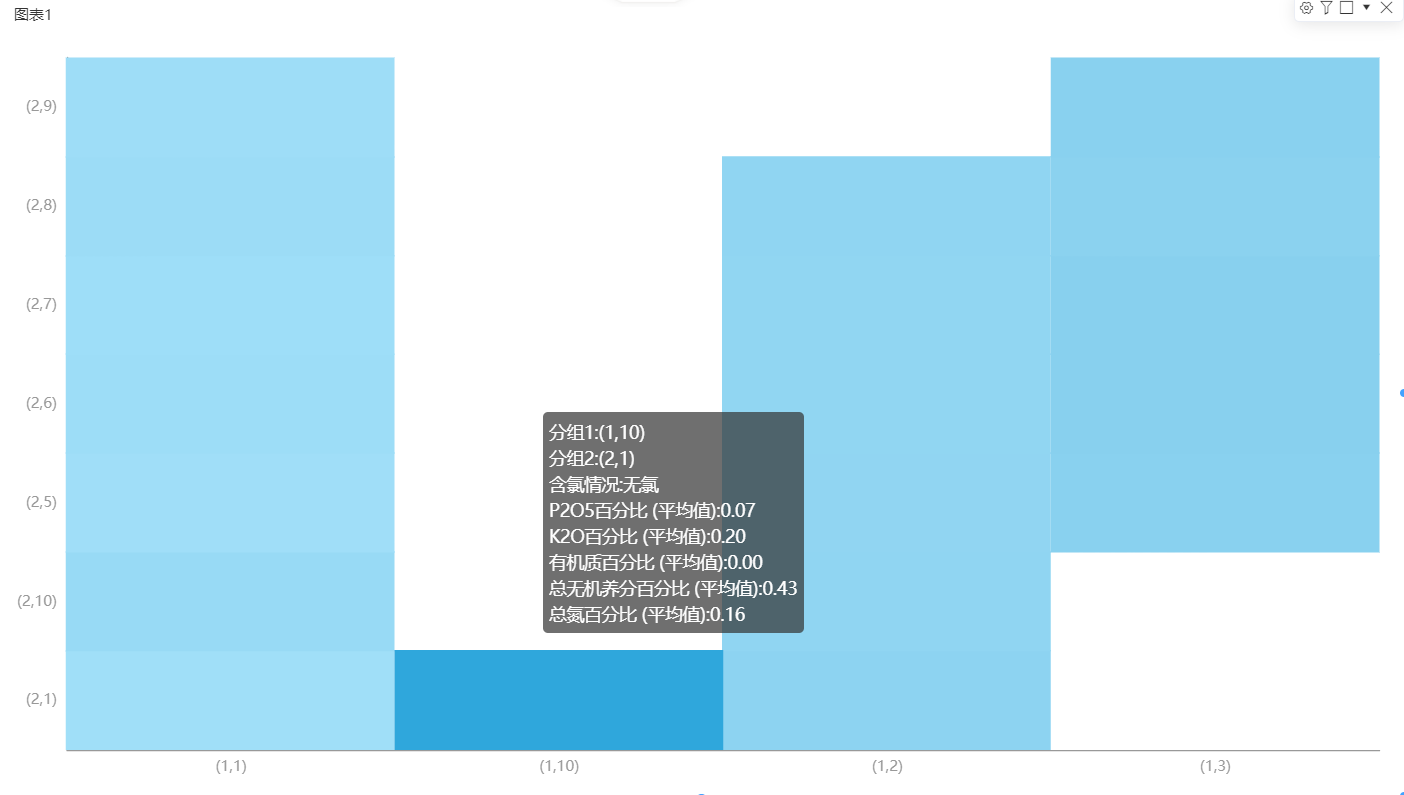 图表1
(2,9)
(2,8)
(2,7)
(2,6)
(2,5)
(2,10)
(2,1)
分组1:(1,10)
分组2:(2,1)
含氯情况:无氯
P2O5百分比 (平均值):0.07
K2O百分比 (平均值):0.20
有机质百分比 (平均值):0.00
总无机养分百分比 (平均值):0.43
总氮百分比 (平均值):0.16
(1,1)
(1,10)
(1,2)
(1,3)